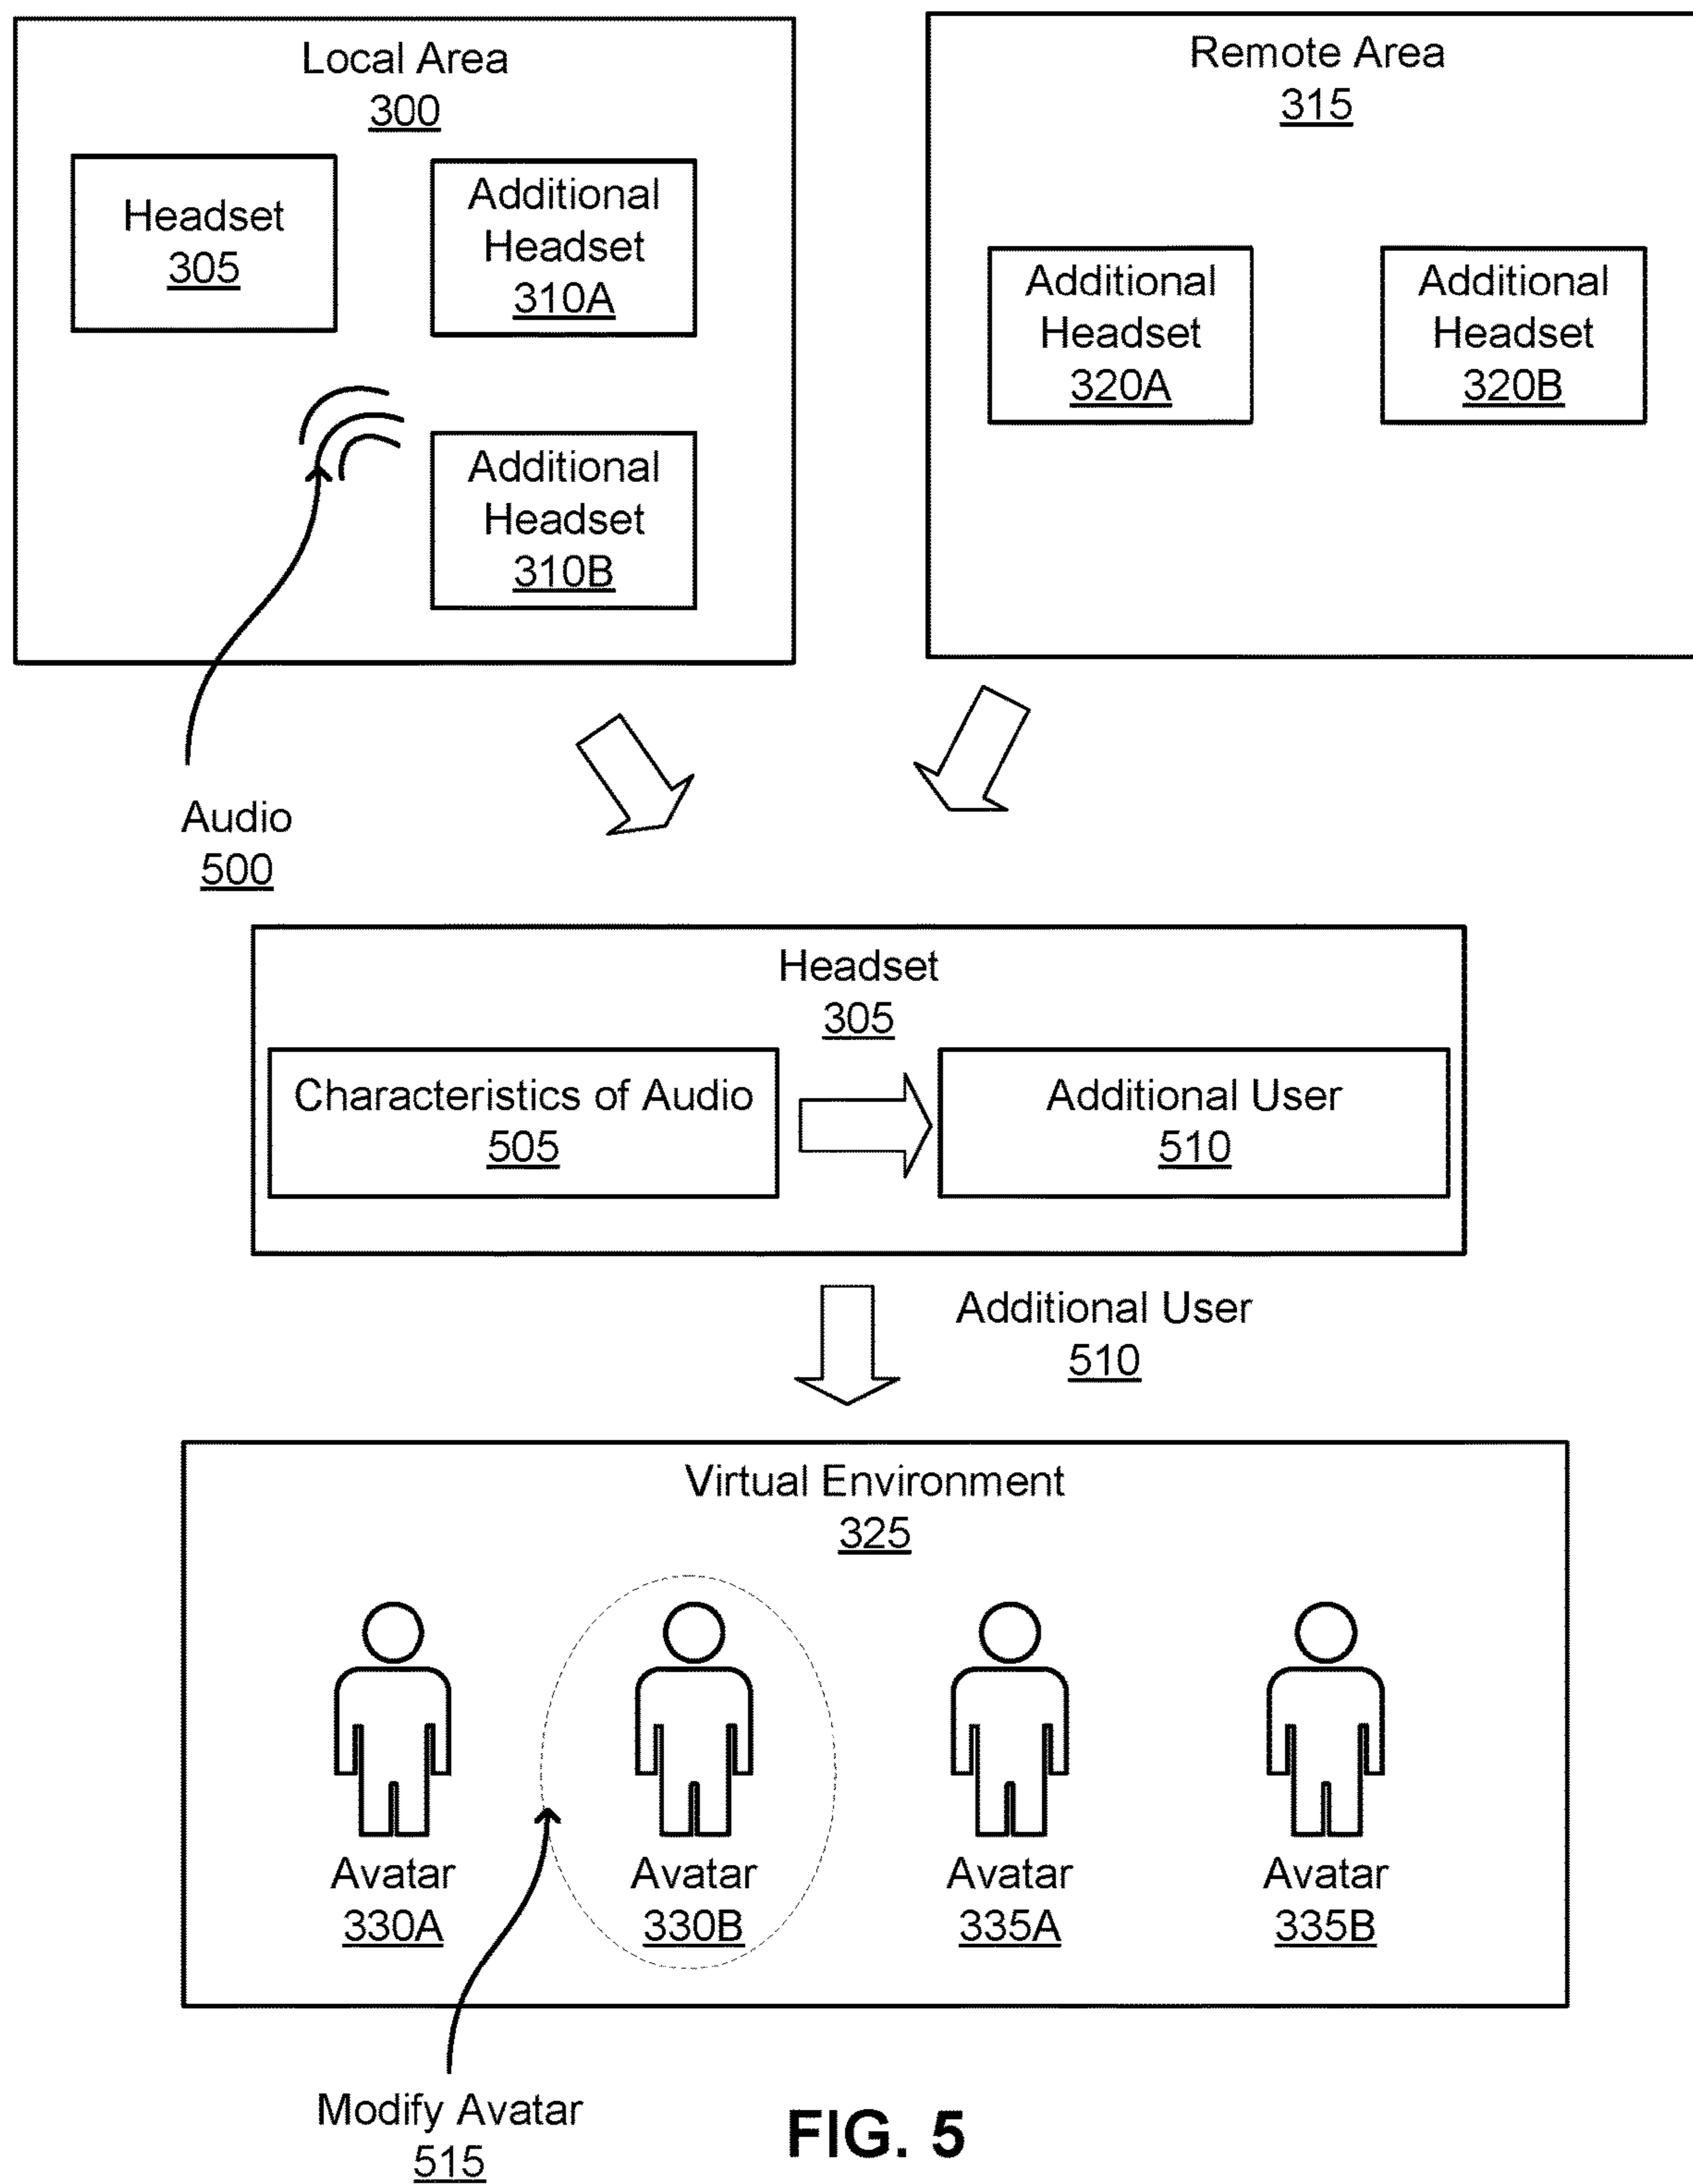 Local Area
300
Headset
305
Additional
Headset
310A
Additional
Headset
310B
Audio
500
Remote Area
315
Additional
Headset
320A
Additional
Headset
320B
Headset
305
Characteristics of Audio
505
Additional User
510
Additional User
510
Virtual Environment
325
Avatar
330A
Avatar
330B
Avatar
335A
Avatar
335B
Modify Avatar
515
FIG. 5